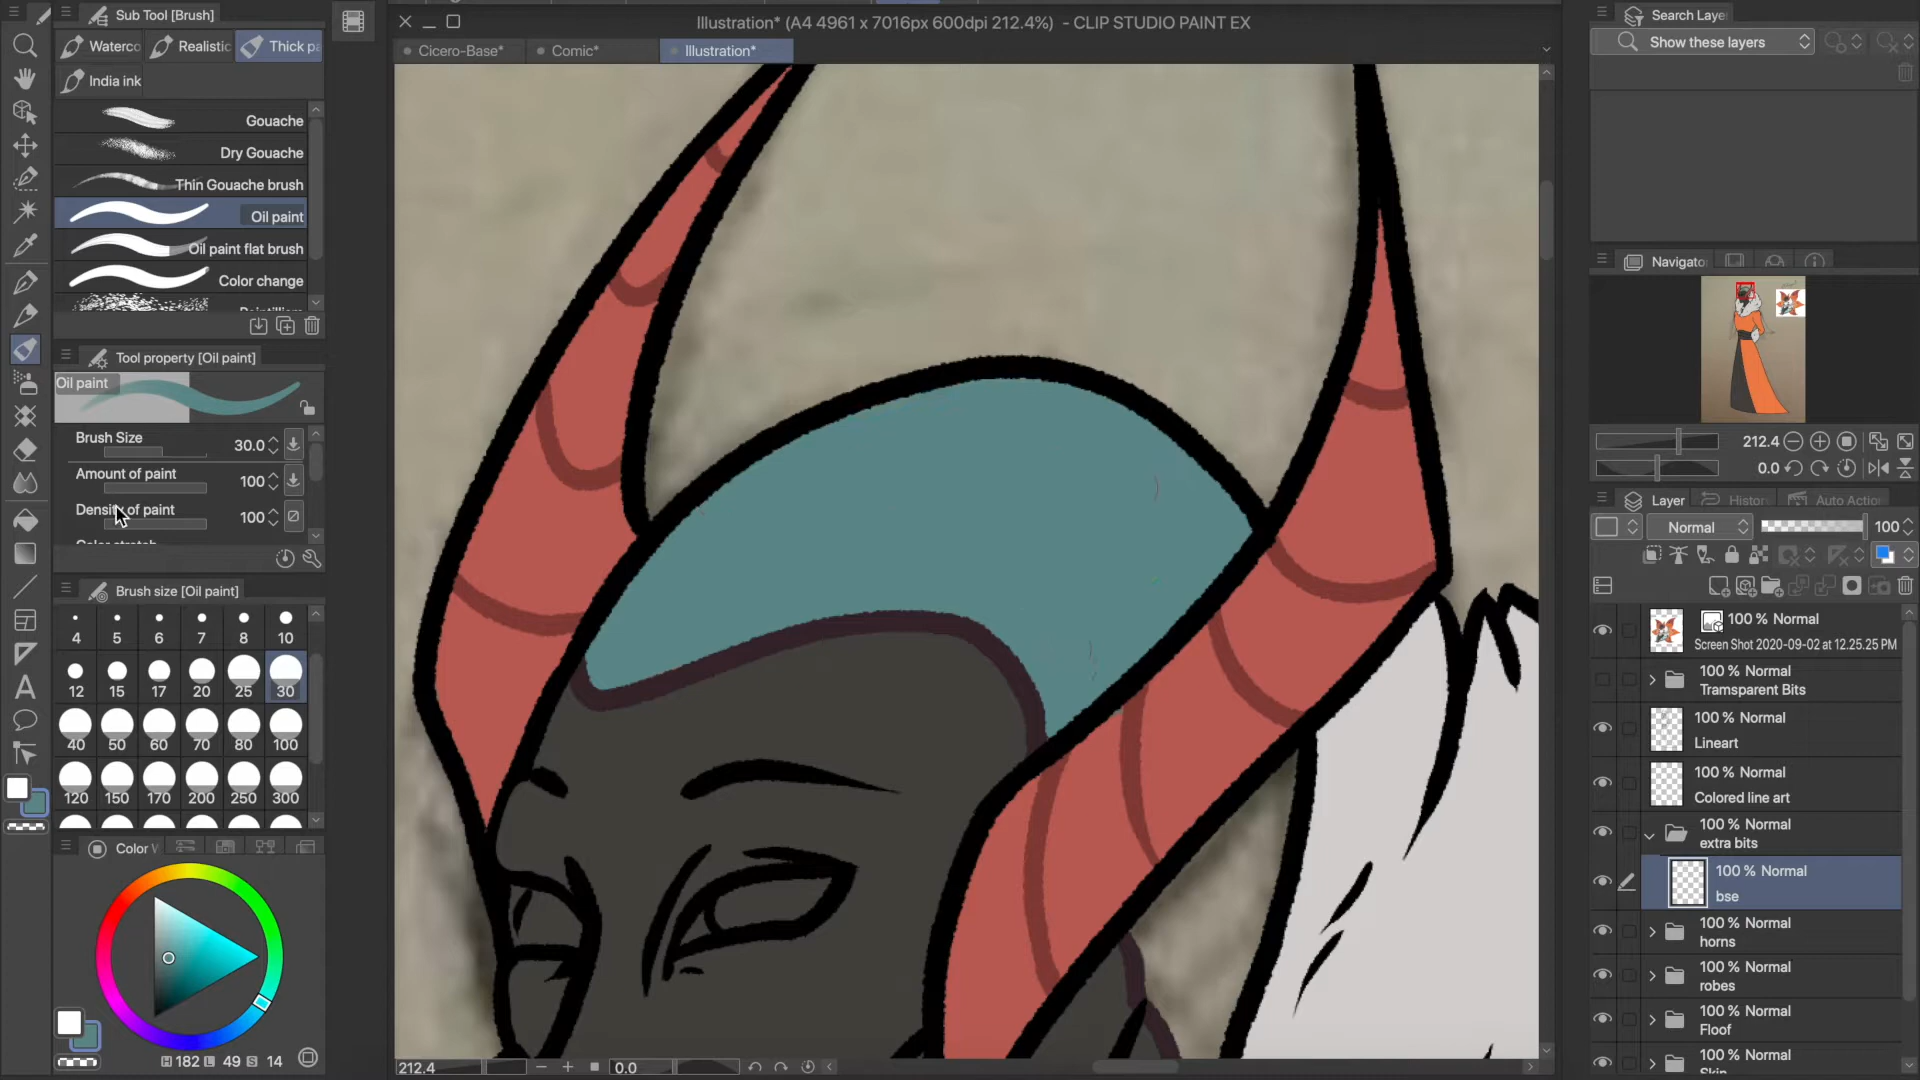 Sub Tool [Brush]
Waterco
Realistic
Thick pa
India ink
Gouache
Dry Gouache
Thin Gouache brush
Oil paint
Oil paint flat brush
Color change
Tool property [Oil paint]
Oil paint
Brush Size
30.0
Amount of paint
100
Density of paint
100
Color stretch
Brush size [Oil paint]
4 5 6 7 8 10
12 15 17 20 25 30
40 50 60 70 80 100
120 150 170 200 250 300
Color
H 182 L 49 S 14
Illustration* (A4 4961 x 7016px 600dpi 212.4%) - CLIP STUDIO PAINT EX
Cicero-Base*
Comic*
Illustration*
212.4
0.0
Search Laye
Show these layers
Navigato
212.4
0.0
Layer
Histor
Auto Actio
Normal
100
100 % Normal
Screen Shot 2020-09-02 at 12.25.25 PM
100 % Normal
Transparent Bits
100 % Normal
Lineart
100 % Normal
Colored line art
100 % Normal
extra bits
100 % Normal
bse
100 % Normal
horns
100 % Normal
robes
100 % Normal
Floof
100 % Normal
Skin